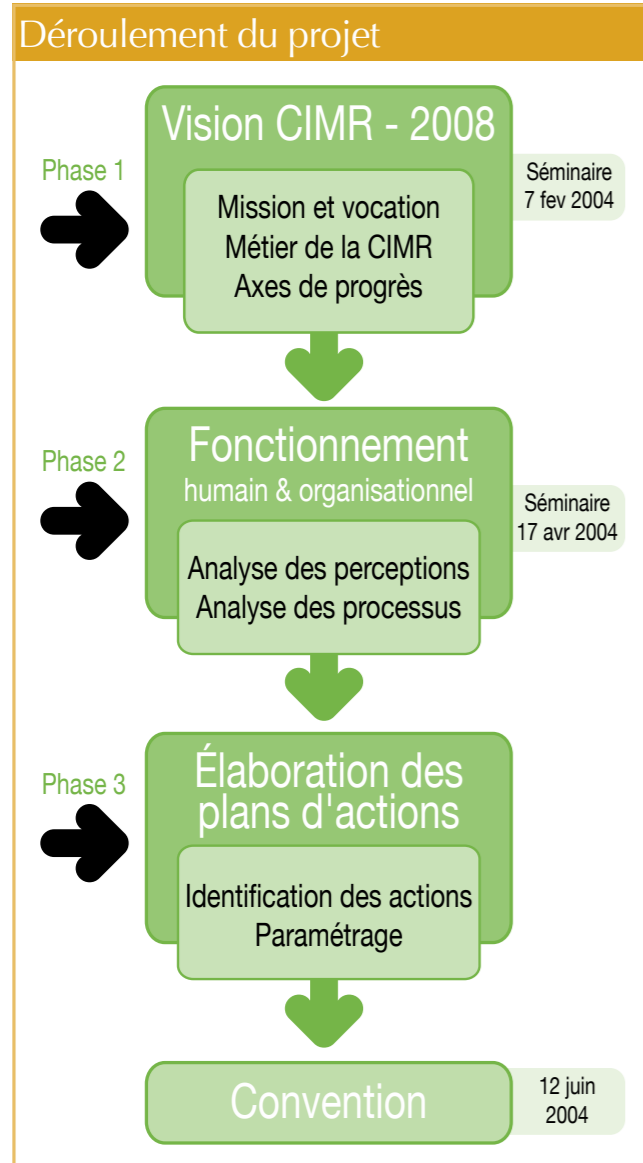 Déroulement du projet
Vision CIMR - 2008
Phase 1
Séminaire
7 fev 2004
Mission et vocation
Métier de la CIMR
Axes de progrès
Fonctionnement
humain & organisationnel
Phase 2
Séminaire
17 avr 2004
Analyse des perceptions
Analyse des processus
Élaboration des
plans d'actions
Phase 3
Identification des actions
Paramétrage
Convention
12 juin
2004